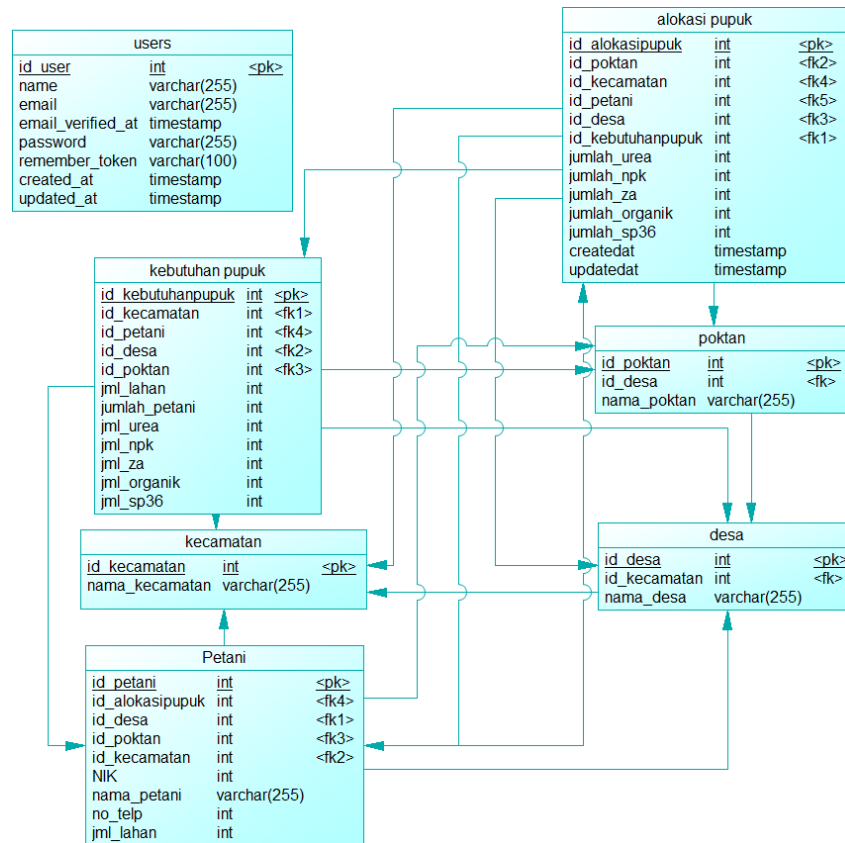 users
id_user int <pk>
name varchar(255)
email varchar(255)
email_verified_at timestamp
password varchar(255)
remember_token varchar(100)
created_at timestamp
updated_at timestamp
alokasi pupuk
id_alokasipupuk int <pk>
id_poktan int <fk2>
id_kecamatan int <fk4>
id_petani int <fk5>
id_desa int <fk3>
id_kebutuhanpupuk int <fk1>
jumlah_urea int
jumlah_npk int
jumlah_za int
jumlah_organik int
jumlah_sp36 int
createdat timestamp
updatedat timestamp
kebutuhan pupuk
id_kebutuhanpupuk int <pk>
id_kecamatan int <fk1>
id_petani int <fk4>
id_desa int <fk2>
id_poktan int <fk3>
jml_lahan int
jumlah_petani int
jml_urea int
jml_npk int
jml_za int
jml_organik int
jml_sp36 int
poktan
id_poktan int <pk>
id_desa int <fk>
nama_poktan varchar(255)
kecamatan
id_kecamatan int <pk>
nama_kecamatan varchar(255)
desa
id_desa int <pk>
id_kecamatan int <fk>
nama_desa varchar(255)
Petani
id_petani int <pk>
id_alokasipupuk int <fk4>
id_desa int <fk1>
id_poktan int <fk3>
id_kecamatan int <fk2>
NIK int
nama_petani varchar(255)
no_telp int
jml_lahan int